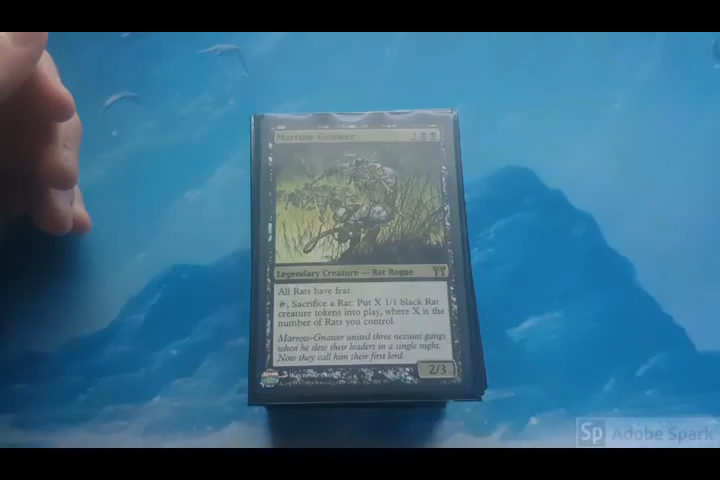 Marrow-Gnawer
Legendary Creature — Rat Rogue
All Rats have fear.
, Sacrifice a Rat: Put X 1/1 black Rat
creature tokens into play, where X is the
number of Rats you control.
Marrow-Gnawer united three nezumi gangs
when he slew their leaders in a single night.
Now they call him their first lord.
2/3
Sp Adobe Spark